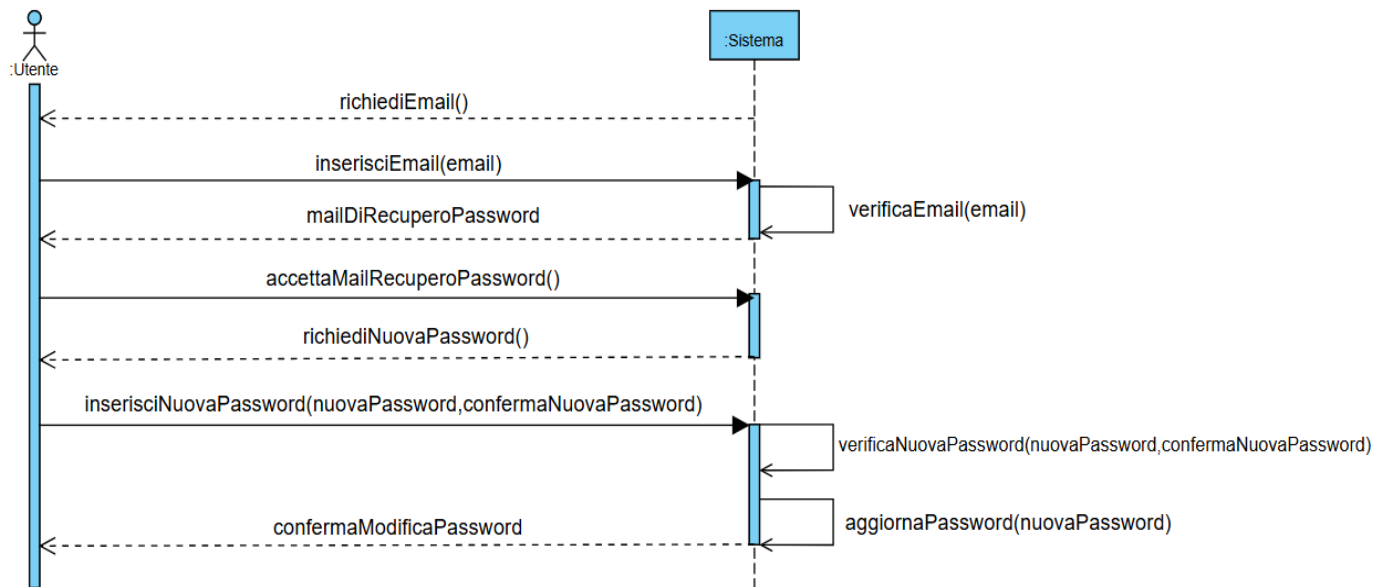 :Utente
:Sistema
richiediEmail()
inserisciEmail(email)
verificaEmail(email)
mailDiRecuperoPassword
accettaMailRecuperoPassword()
richiediNuovaPassword()
inserisciNuovaPassword(nuovaPassword,confermaNuovaPassword)
verificaNuovaPassword(nuovaPassword,confermaNuovaPassword)
aggiornaPassword(nuovaPassword)
confermaModificaPassword